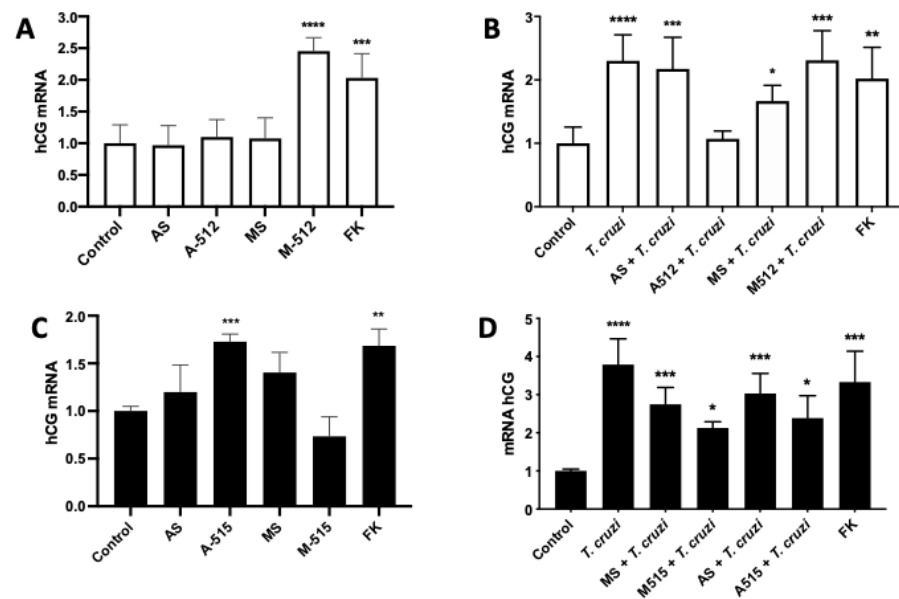 A
hCG mRNA
3.0
2.5
2.0
1.5
1.0
0.5
0.0
****
***
Control
AS
A-512
MS
M-512
FK
B
hCG mRNA
3
2
1
0
****
***
*
***
**
Control
T. cruzi
AS + T. cruzi
A512 + T. cruzi
MS + T. cruzi
M512 + T. cruzi
FK
C
hCG mRNA
2.0
1.5
1.0
0.5
0.0
***
**
Control
AS
A-515
MS
M-515
FK
D
mRNA hCG
5
4
3
2
1
0
****
***
*
***
*
***
Control
T. cruzi
MS + T. cruzi
M515 + T. cruzi
AS + T. cruzi
A515 + T. cruzi
FK